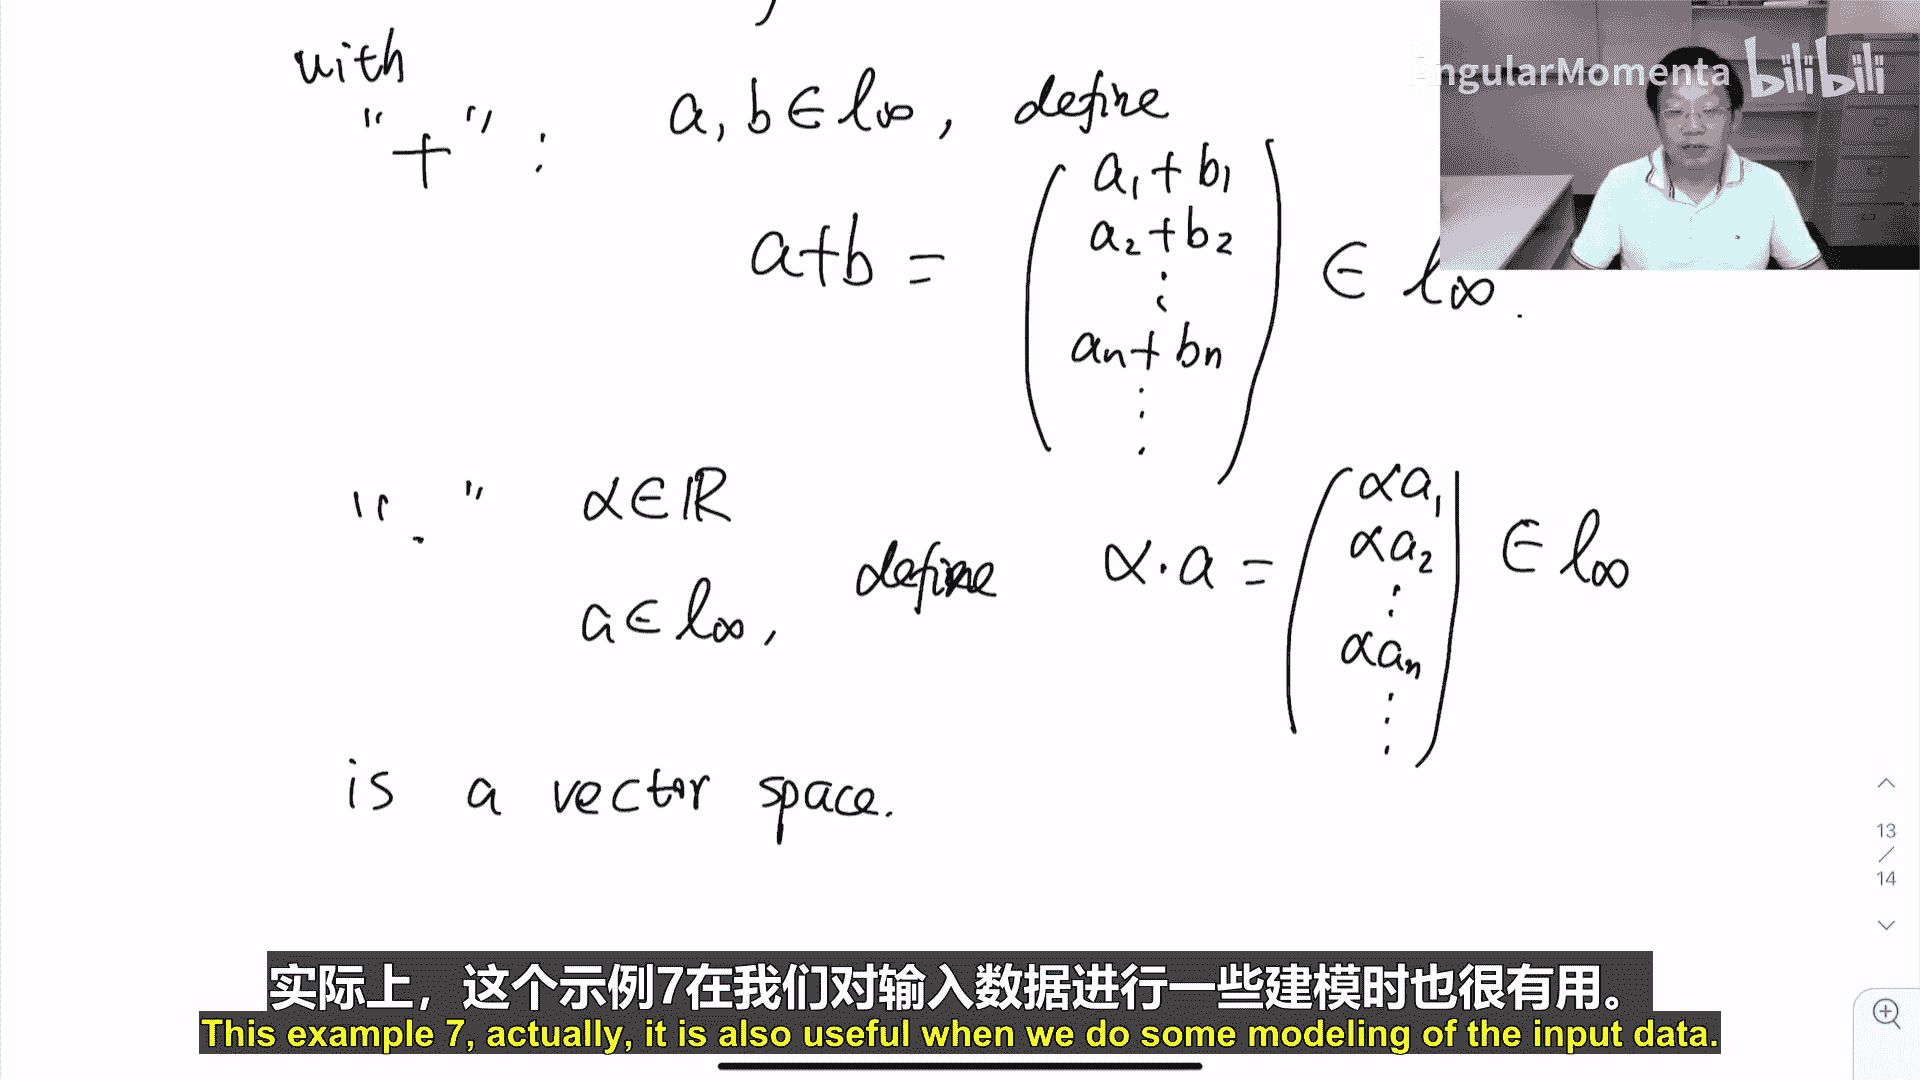 with
"+" : a, b ∈ l∞, define
a+b = ( a₁+b₁
a₂+b₂
⋮
aₙ+bₙ
⋮ ) ∈ l∞.
"·" α∈ℝ
a∈l∞, define α·a = ( αa₁
αa₂
⋮
αaₙ
⋮ ) ∈ l∞
is a vector space.
ngularMomenta bilibili
13
/
14
实际上，这个示例7在我们对输入数据进行一些建模时也很有用。
This example 7, actually, it is also useful when we do some modeling of the input data.